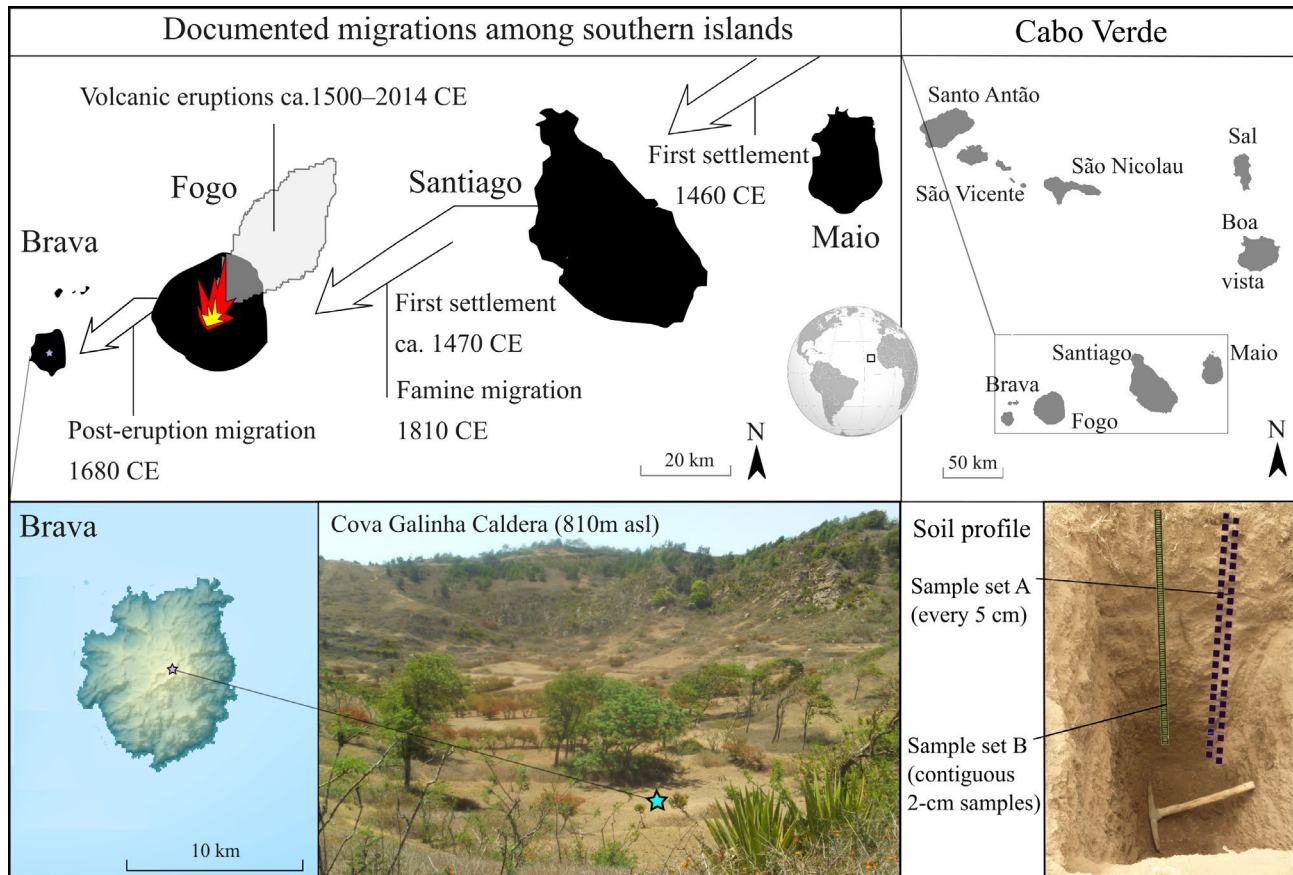 Documented migrations among southern islands
Volcanic eruptions ca.1500–2014 CE
Fogo
Brava
Santiago
First settlement
1460 CE
Maio
First settlement
ca. 1470 CE
Famine migration
1810 CE
Post-eruption migration
1680 CE
20 km
N
Cabo Verde
Santo Antão
São Vicente
São Nicolau
Sal
Boa
vista
Santiago
Maio
Brava
Fogo
50 km
N
Brava
10 km
Cova Galinha Caldera (810m asl)
Soil profile
Sample set A
(every 5 cm)
Sample set B
(contiguous
2-cm samples)